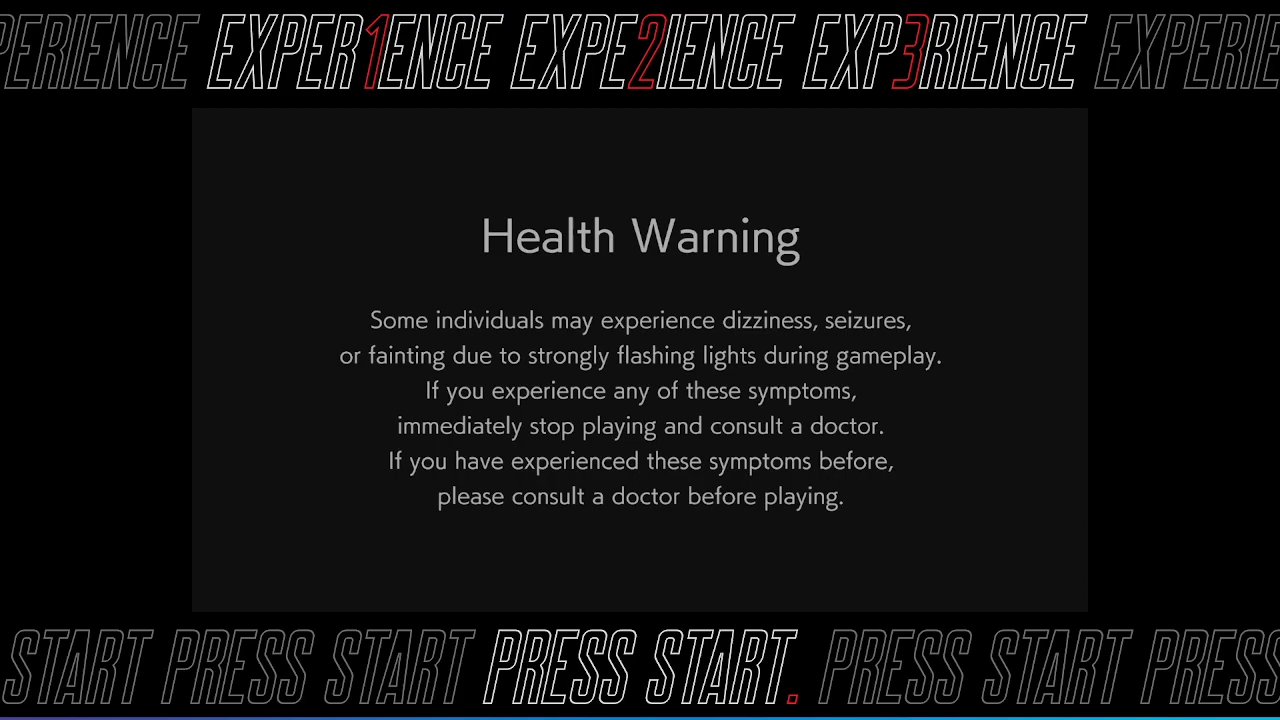 PERIENCE EXPER1ENCE EXPE2IENCE EXP3RIENCE EXPERIE
Health Warning
Some individuals may experience dizziness, seizures,
or fainting due to strongly flashing lights during gameplay.
If you experience any of these symptoms,
immediately stop playing and consult a doctor.
If you have experienced these symptoms before,
please consult a doctor before playing.
START PRESS START PRESS START. PRESS START PRESS